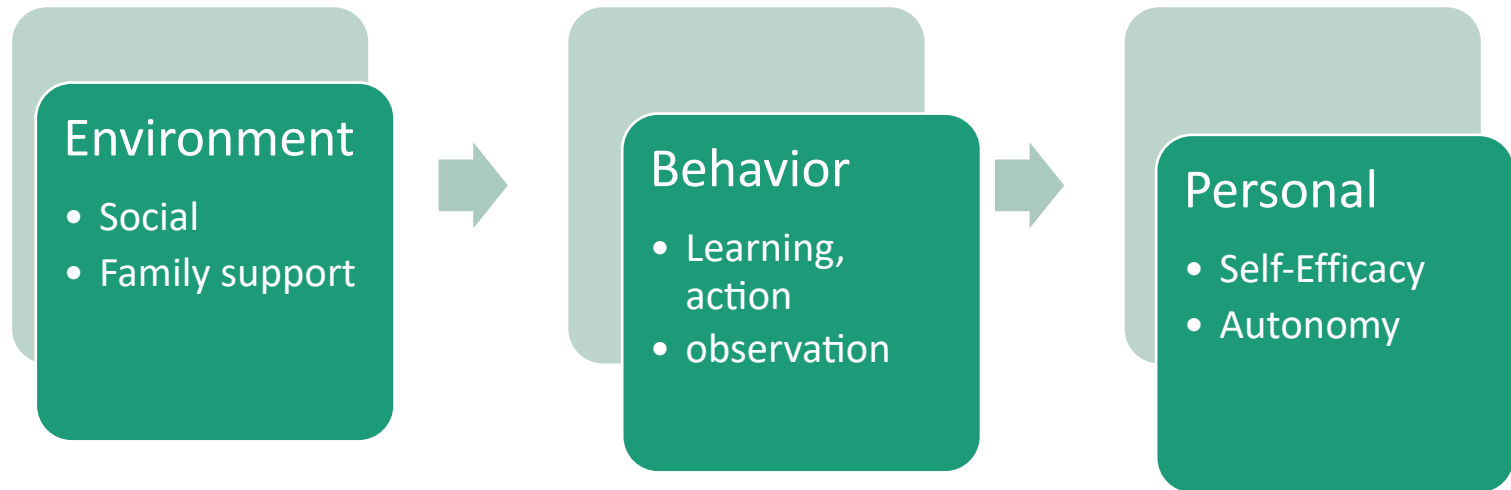 Environment
• Social
• Family support
Behavior
• Learning,
action
• observation
Personal
• Self-Efficacy
• Autonomy